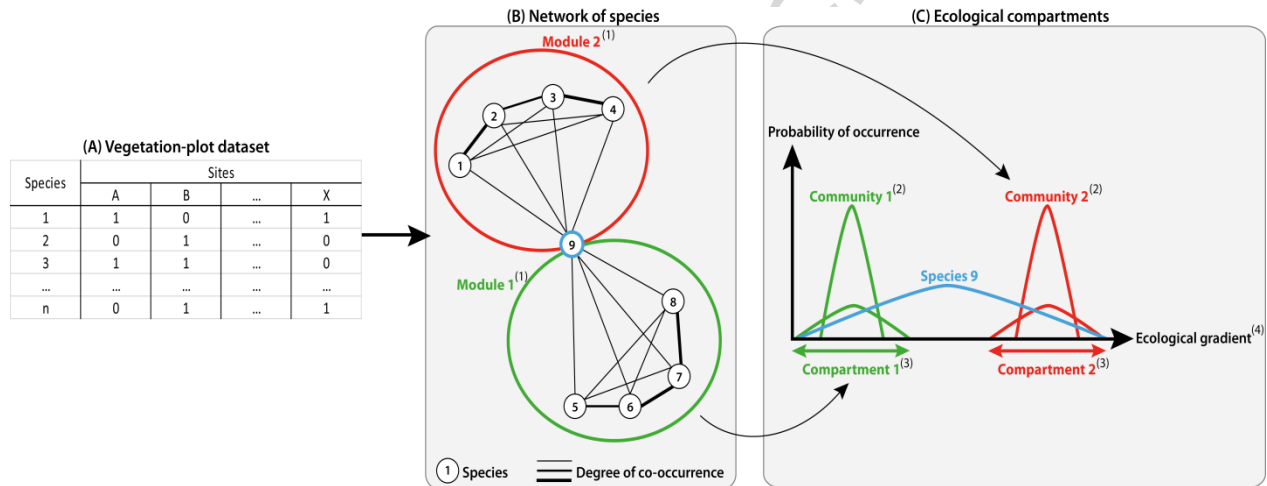 (A) Vegetation-plot dataset
Species Sites
A B ... X
1 1 0 ... 1
2 0 1 ... 0
3 1 1 ... 0
... ... ... ... ...
n 0 1 ... 1
(B) Network of species
Module 2(1)
3
2
4
1
9
Module 1(1)
8
7
5
6
1 Species Degree of co-occurrence
(C) Ecological compartments
Probability of occurrence
Community 1(2)
Community 2(2)
Species 9
Ecological gradient(4)
Compartment 1(3)
Compartment 2(3)